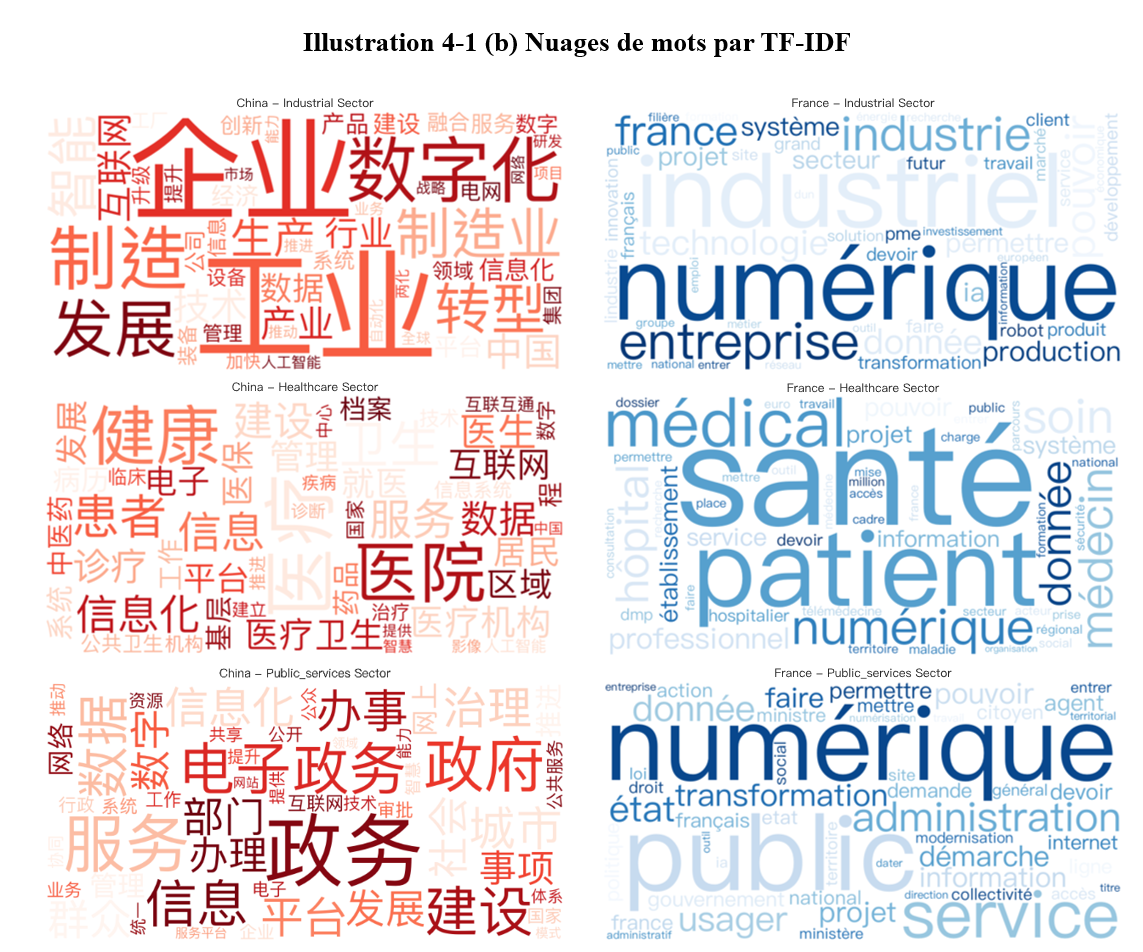 Illustration 4-1 (b) Nuages de mots par TF-IDF
China – Industrial Sector
智能
工厂
互联网
升级
提升
企业
创新
能力
产品
建设
融合
服务
数字
研发
市场
经济
数字化
战略
电网
网络
项目
业务
制造
公司
信息
生产
推进
行业
系统
制造业
设备
数据
两化
领域
信息化
发展
技术
装备
管理
产业
推动
工业
自动化
全球
转型
集团
平台
中国
加快
人工智能
France – Industrial Sector
filière
france
système
énergie
recherche
industrie
client
public
projet
site
grand
secteur
futur
travail
marché
pouvoir
service
économique
développement
innovation
lindustrie
français
industriel
dun
technologie
solution
pme
investissement
devoir
permettre
européen
emploi
numérique
ia
information
groupe
metier
entreprise
outil
faire
donnée
robot
produit
production
mettre
national
entrer
reseau
transformation
China – Healthcare Sector
发展
健康
建设
中心
档案
技术
互联互通
数字
医生
管理
卫生
病历
临床
电子
医保
疾病
就医
互联网
信息系统
程
中医药
患者
信息
医疗
诊断
国家
服务
数据
中国
诊疗
工作
平台
推进
药品
医院
居民
区域
系统
信息化
基层
建立
治疗
公共卫生机构
医疗卫生
提供
智慧
医疗机构
影像
人工智能
France – Healthcare Sector
dossier
euro
travail
pouvoir
public
parcours
soin
médical
projet
charge
système
permettre
santé
outil
mettre
mise
million
accès
national
hôpital
établissement
recherche
place
médecine
cadre
france
donnée
formation
sécurité
médecin
consultation
service
devoir
information
patient
faire
dmp
hospitalier
télémédecine
secteur
acteur
prise
professionnel
numérique
régional
social
territoire
maladie
organisation
China – Public_services Sector
推动
数据
数字
资源
信息化
公众
办事
网上
治理
推进
网络
共享
公开
提升
电子政务
领域
能力
政府
网站
提供
智慧
公共服务
行政
系统
工作
互联网
技术
审批
服务
部门
办理
政务
社会
城市
协同
事项
业务
管理
电子
体系
群众
统一
信息
服务平台
企业
平台
发展
建设
国家
模式
France – Public_services Sector
entreprise
action
faire
permettre
mettre
pouvoir
entrer
donnée
ministre
numérisation
travail
citoyen
agent
territorial
numérique
social
loi
droit
site
demande
général
devoir
état
transformation
français
etat
administration
politique
public
outil
ia
territoire
modernisation
internet
dater
démarche
information
ligne
gouvernement
national
direction
collectivité
accès
titre
france
usager
projet
service
administratif
ministère